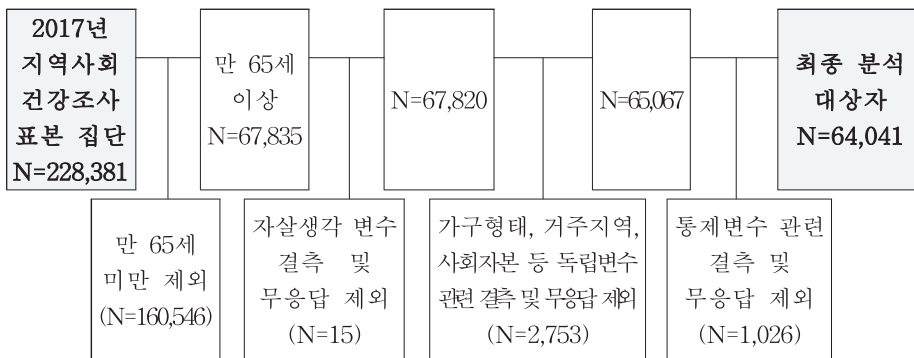 2017년
지역사회
건강조사
표본 집단
N=228,381
만 65세
이상
N=67,835
N=67,820
N=65,067
최종 분석
대상자
N=64,041
만 65세
미만 제외
(N=160,546)
자살생각 변수
결측 및
무응답 제외
(N=15)
가구형태, 거주지역,
사회자본 등 독립변수
관련 결측 및 무응답 제외
(N=2,753)
통제변수 관련
결측 및
무응답 제외
(N=1,026)